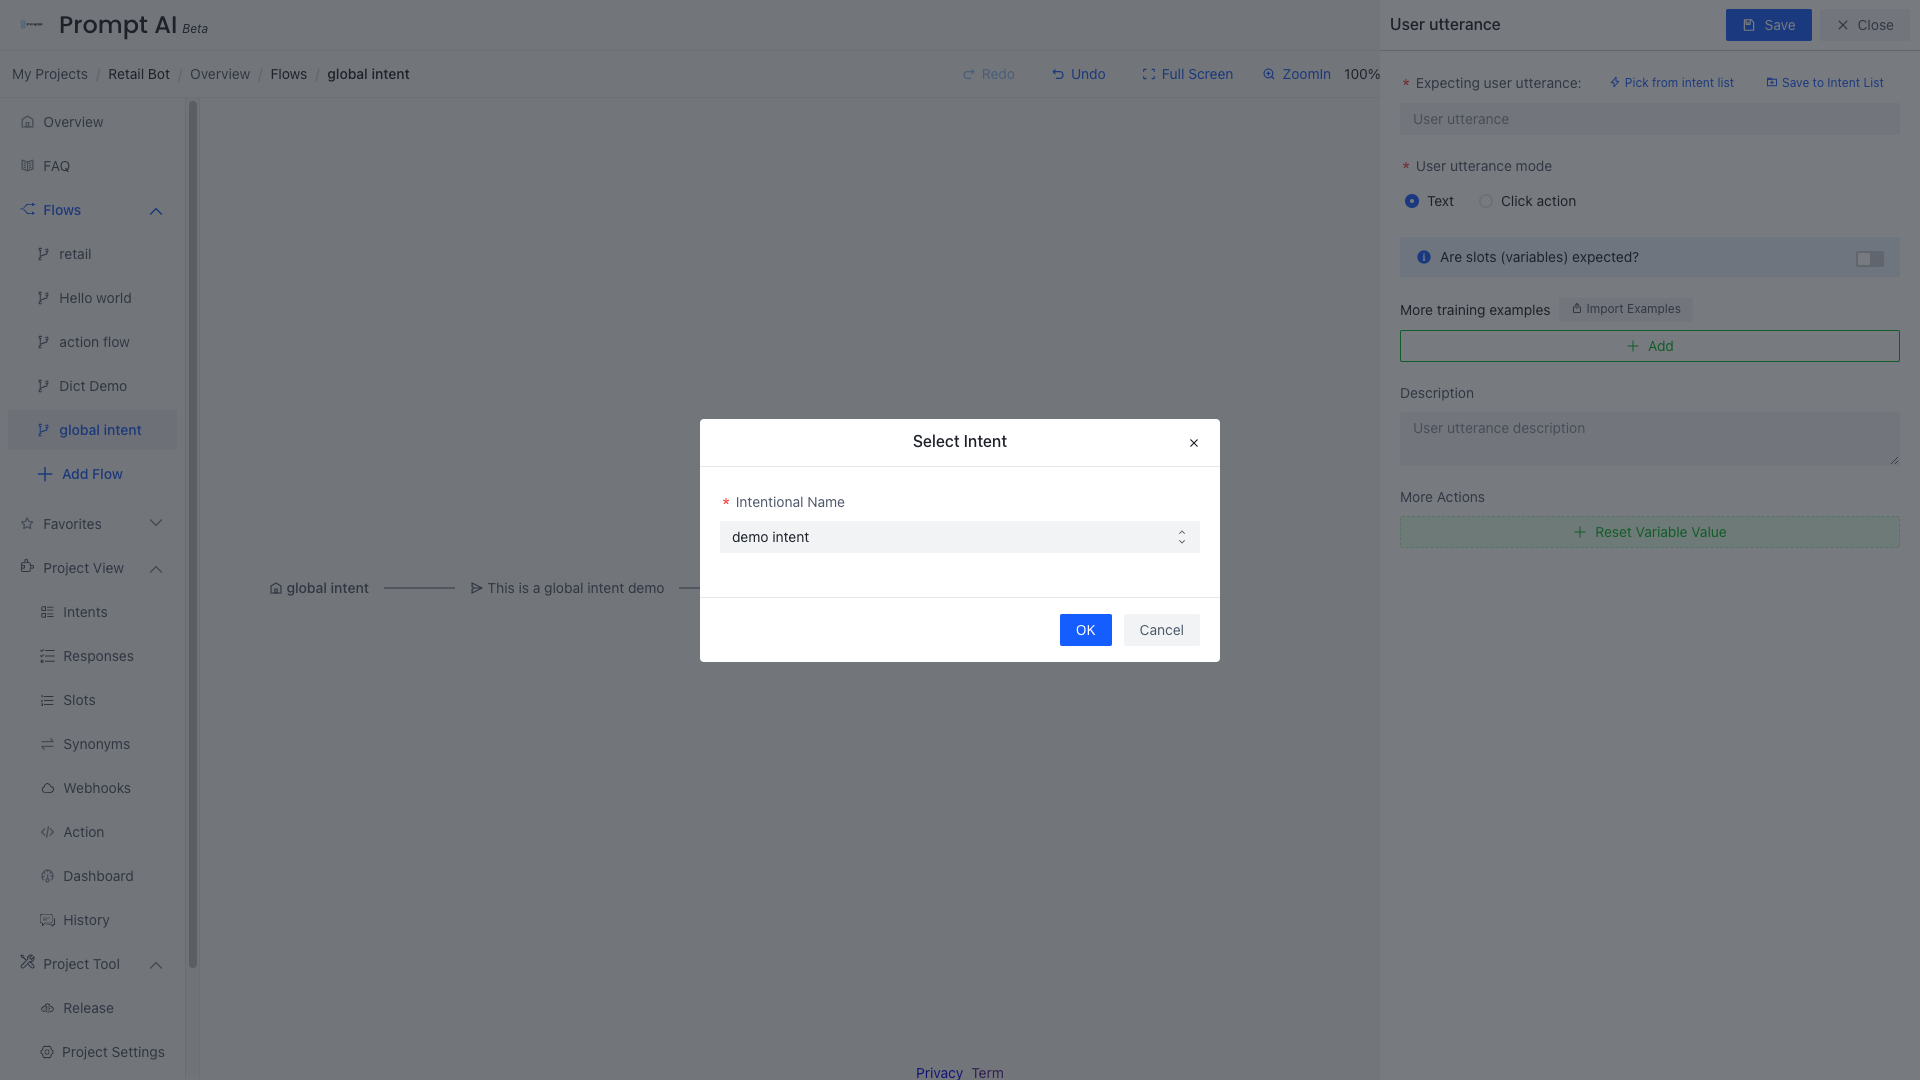 Prompt AI Beta
User utterance
Save
Close
My Projects / Retail Bot / Overview / Flows / global intent
Redo
Undo
Full Screen
ZoomIn
100%
Overview
FAQ
Flows
retail
Hello world
action flow
Dict Demo
global intent
Add Flow
Favorites
Project View
Intents
Responses
Slots
Synonyms
Webhooks
Action
Dashboard
History
Project Tool
Release
Project Settings
global intent
This is a global intent demo
Select Intent
* Intentional Name
demo intent
OK
Cancel
* Expecting user utterance:
Pick from intent list
Save to Intent List
User utterance
* User utterance mode
Text
Click action
Are slots (variables) expected?
More training examples
Import Examples
Add
Description
User utterance description
More Actions
Reset Variable Value
Privacy Term